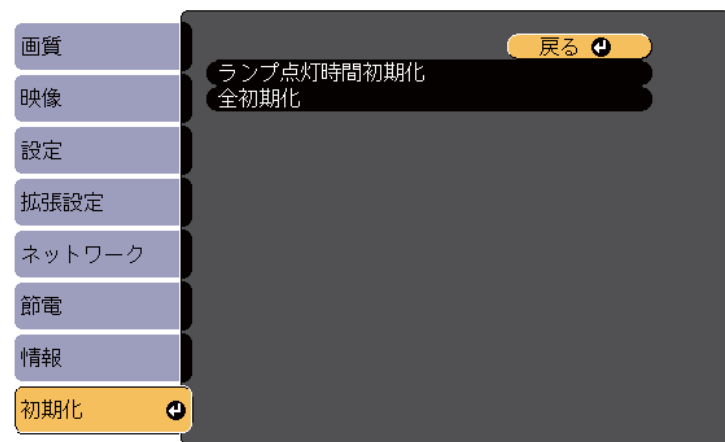 画質
映像
設定
拡張設定
ネットワーク
節電
情報
初期化
戻る
ランプ点灯時間初期化
全初期化